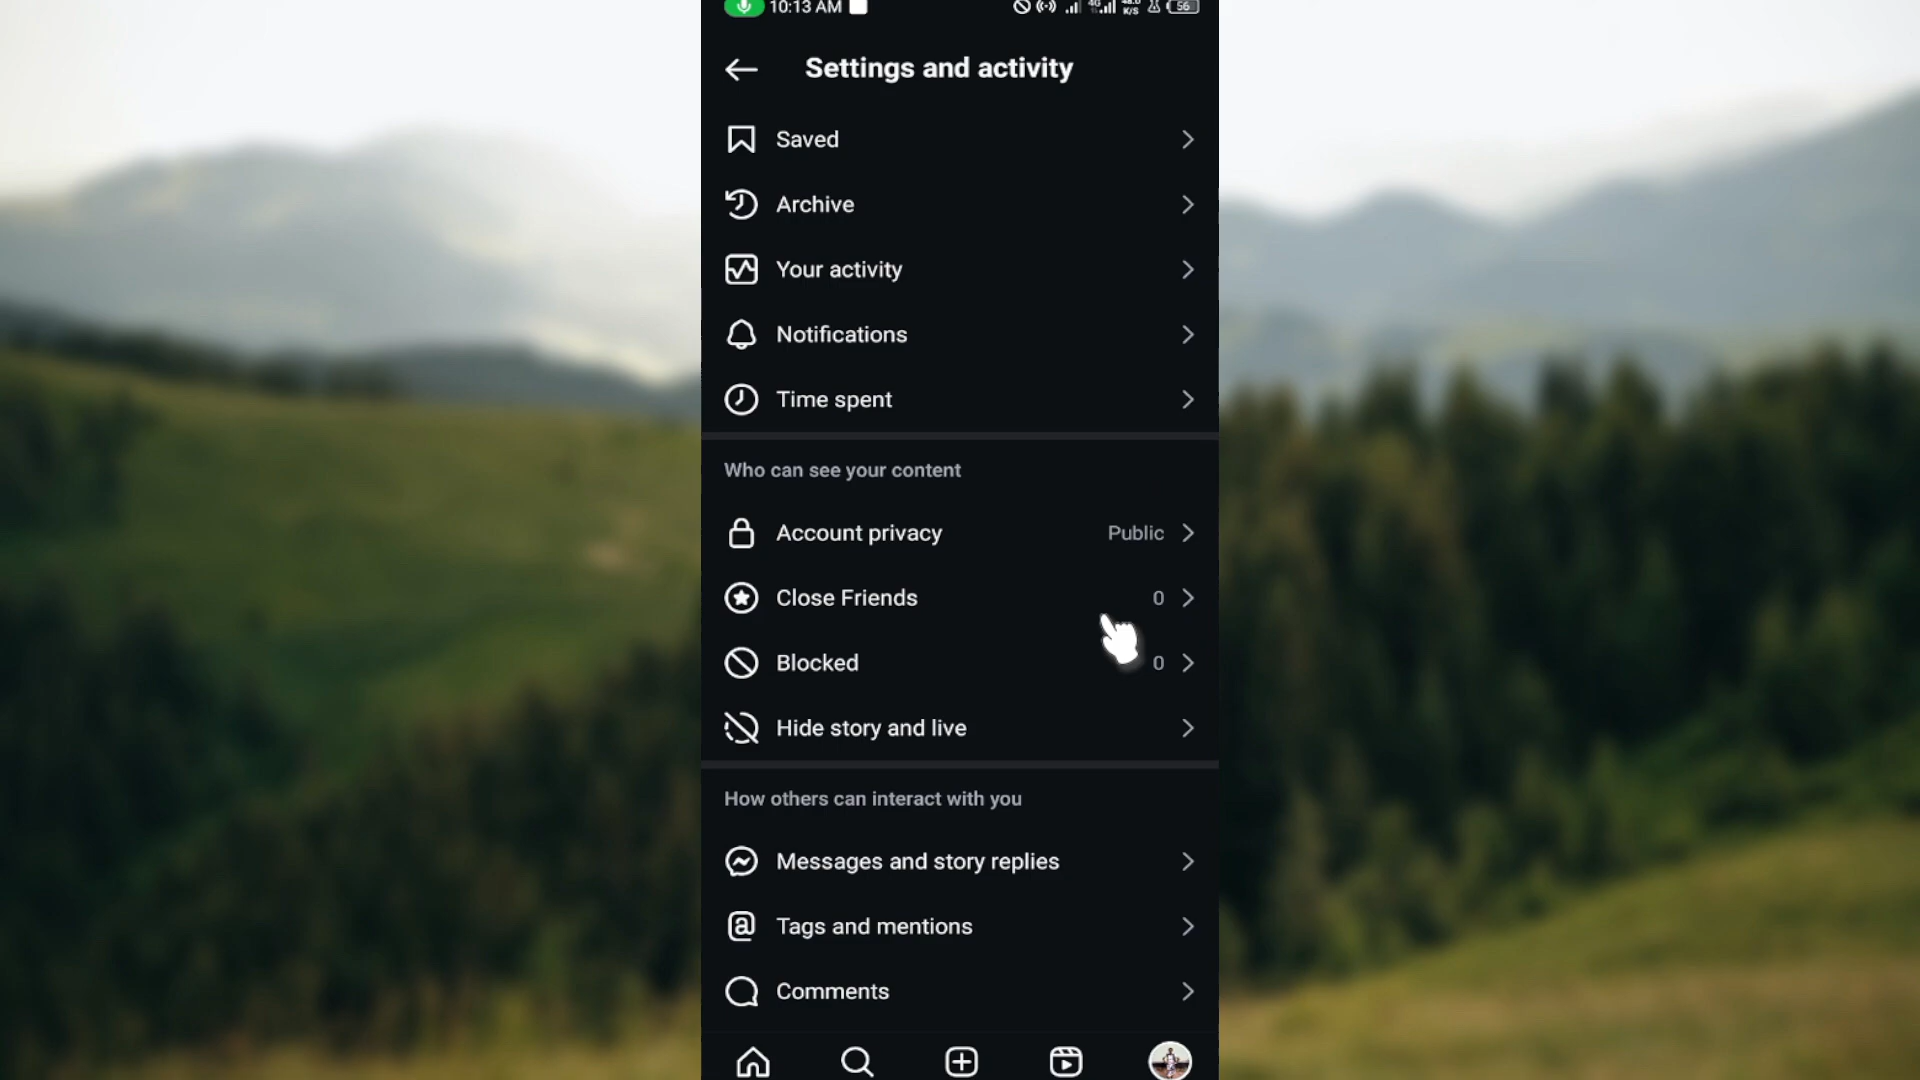 10:13 AM
4G
K/S
56
Settings and activity
Saved
Archive
Your activity
Notifications
Time spent
Who can see your content
Account privacy
Public
Close Friends
0
Blocked
0
Hide story and live
How others can interact with you
Messages and story replies
Tags and mentions
Comments